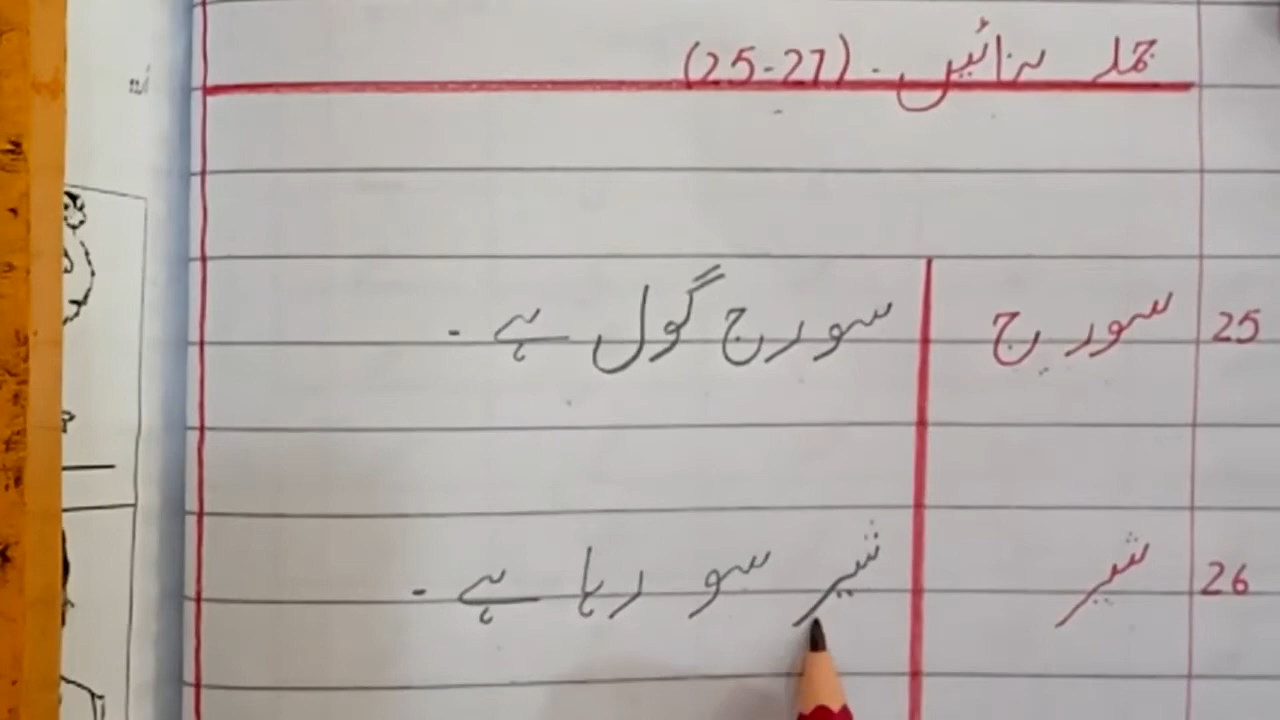 جملے بنائیں - (25-27)
25 سورج سورج گول ہے -
26 شیر شیر سو رہا ہے -